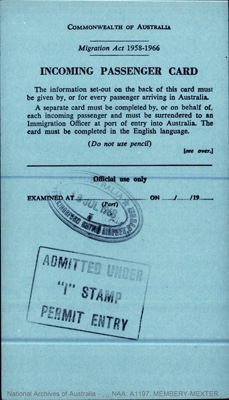 COMMONWEALTH OF AUSTRALIA
Migration Act 1958-1966
INCOMING PASSENGER CARD
The information set-out on the back of this card must
be given by, or for every passenger arriving in Australia.
A separate card must be completed by, or on behalf of,
each incoming passenger and must be surrendered to an
Immigration Officer at port of entry into Australia. The
card must be completed in the English language.
(Do not use pencil)
[see over.]
Official use only
EXAMINED AT ON / /19
(Port)
JUL 1968
ADMITTED UNDER
"I" STAMP
PERMIT ENTRY
National Archives of Australia NAA: A1197, MEMBERY-MEXTER